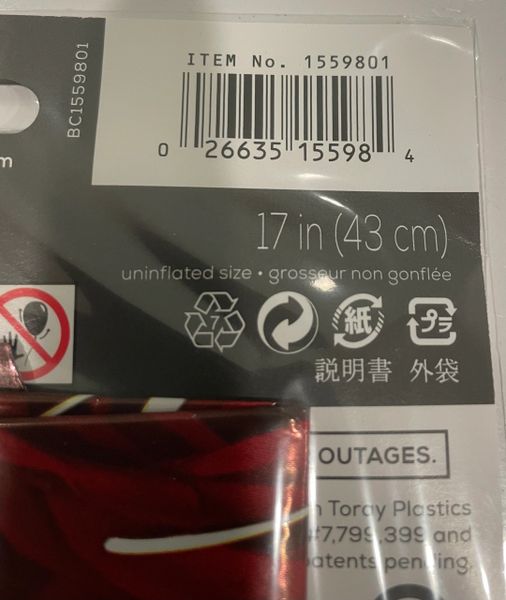 ITEM No. 1559801
BC1559801
0 26635 15598 4
m
17 in (43 cm)
uninflated size • grosseur non gonflée
7 紙 プラ
説明書 外袋
OUTAGES.
n Toray Plastics
#7,799,399 and
patents pending.